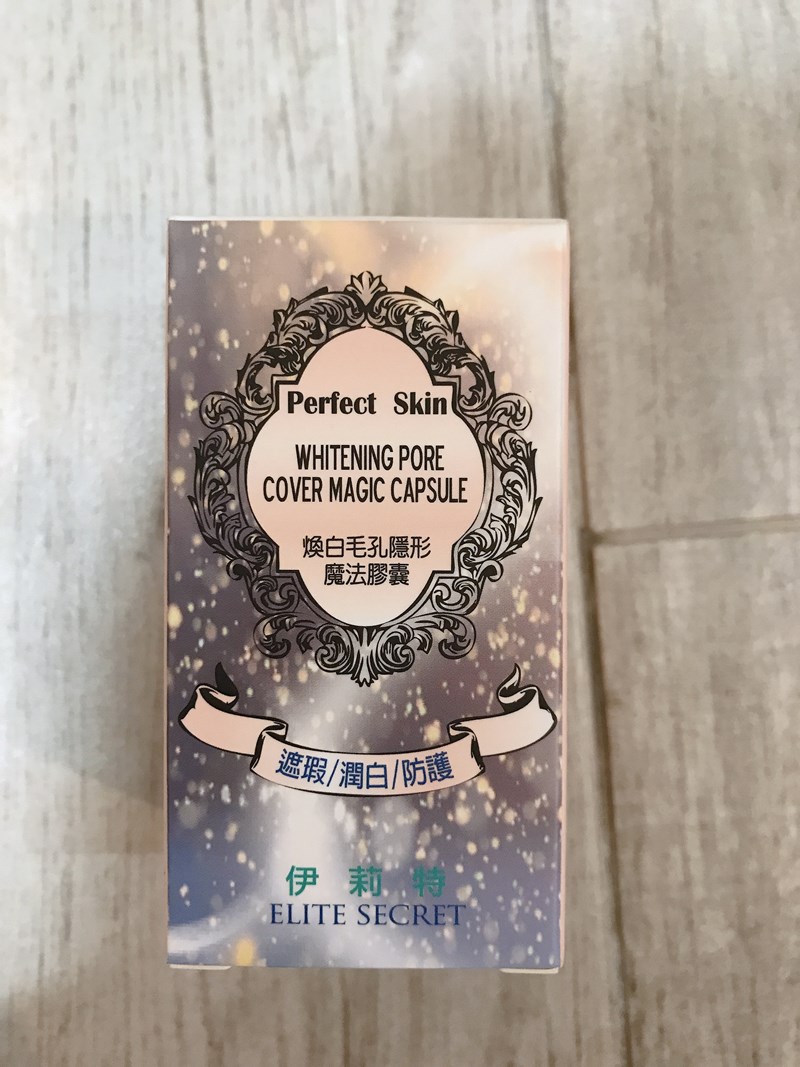 Perfect Skin
WHITENING PORE
COVER MAGIC CAPSULE
煥白毛孔隱形
魔法膠囊
遮瑕/潤白/防護
伊莉特
ELITE SECRET